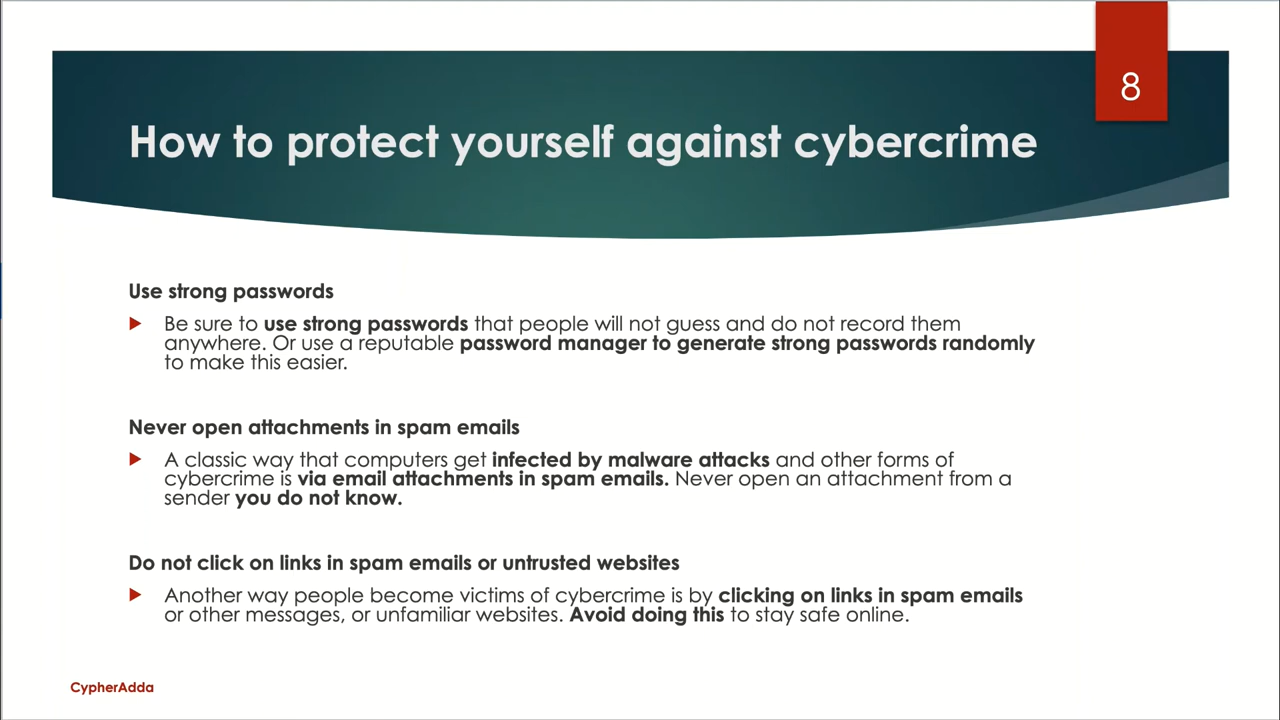 8
How to protect yourself against cybercrime
Use strong passwords
Be sure to use strong passwords that people will not guess and do not record them
anywhere. Or use a reputable password manager to generate strong passwords randomly
to make this easier.
Never open attachments in spam emails
A classic way that computers get infected by malware attacks and other forms of
cybercrime is via email attachments in spam emails. Never open an attachment from a
sender you do not know.
Do not click on links in spam emails or untrusted websites
Another way people become victims of cybercrime is by clicking on links in spam emails
or other messages, or unfamiliar websites. Avoid doing this to stay safe online.
CypherAdda